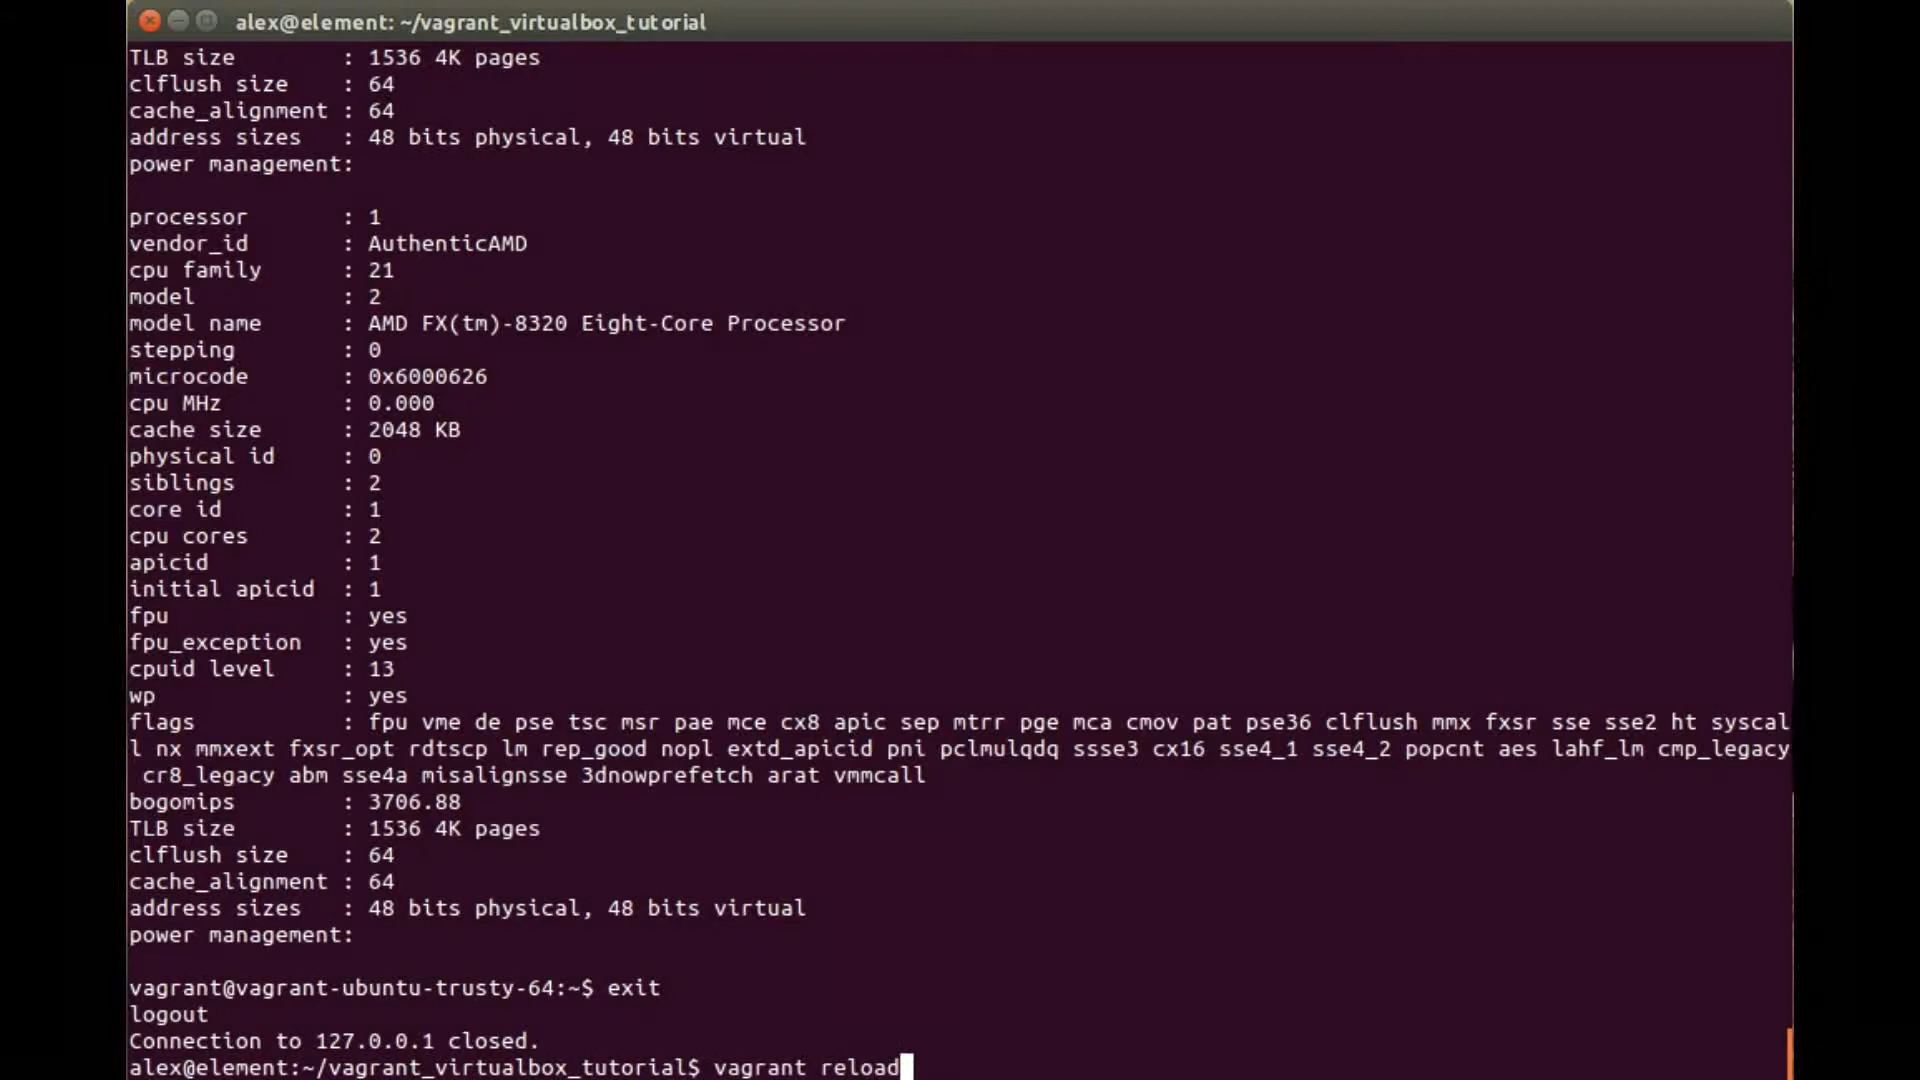 alex@element: ~/vagrant_virtualbox_tutorial
TLB size        : 1536 4K pages
clflush size    : 64
cache_alignment : 64
address sizes   : 48 bits physical, 48 bits virtual
power management:

processor       : 1
vendor_id       : AuthenticAMD
cpu family      : 21
model           : 2
model name      : AMD FX(tm)-8320 Eight-Core Processor
stepping        : 0
microcode       : 0x6000626
cpu MHz         : 0.000
cache size      : 2048 KB
physical id     : 0
siblings        : 2
core id         : 1
cpu cores       : 2
apicid          : 1
initial apicid  : 1
fpu             : yes
fpu_exception   : yes
cpuid level     : 13
wp              : yes
flags           : fpu vme de pse tsc msr pae mce cx8 apic sep mtrr pge mca cmov pat pse36 clflush mmx fxsr sse sse2 ht syscal
l nx mmxext fxsr_opt rdtscp lm rep_good nopl extd_apicid pni pclmulqdq ssse3 cx16 sse4_1 sse4_2 popcnt aes lahf_lm cmp_legacy
 cr8_legacy abm sse4a misalignsse 3dnowprefetch arat vmmcall
bogomips        : 3706.88
TLB size        : 1536 4K pages
clflush size    : 64
cache_alignment : 64
address sizes   : 48 bits physical, 48 bits virtual
power management:

vagrant@vagrant-ubuntu-trusty-64:~$ exit
logout
Connection to 127.0.0.1 closed.
alex@element:~/vagrant_virtualbox_tutorial$ vagrant reload